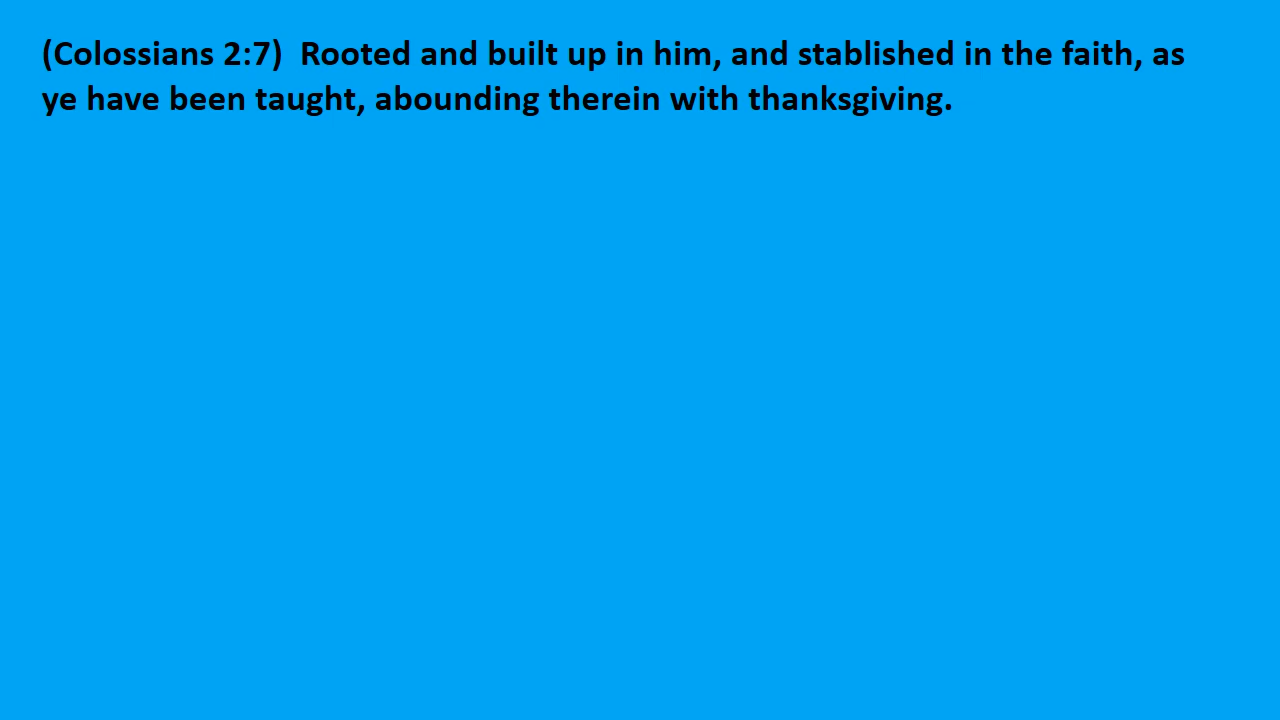 (Colossians 2:7)  Rooted and built up in him, and stablished in the faith, as
ye have been taught, abounding therein with thanksgiving.